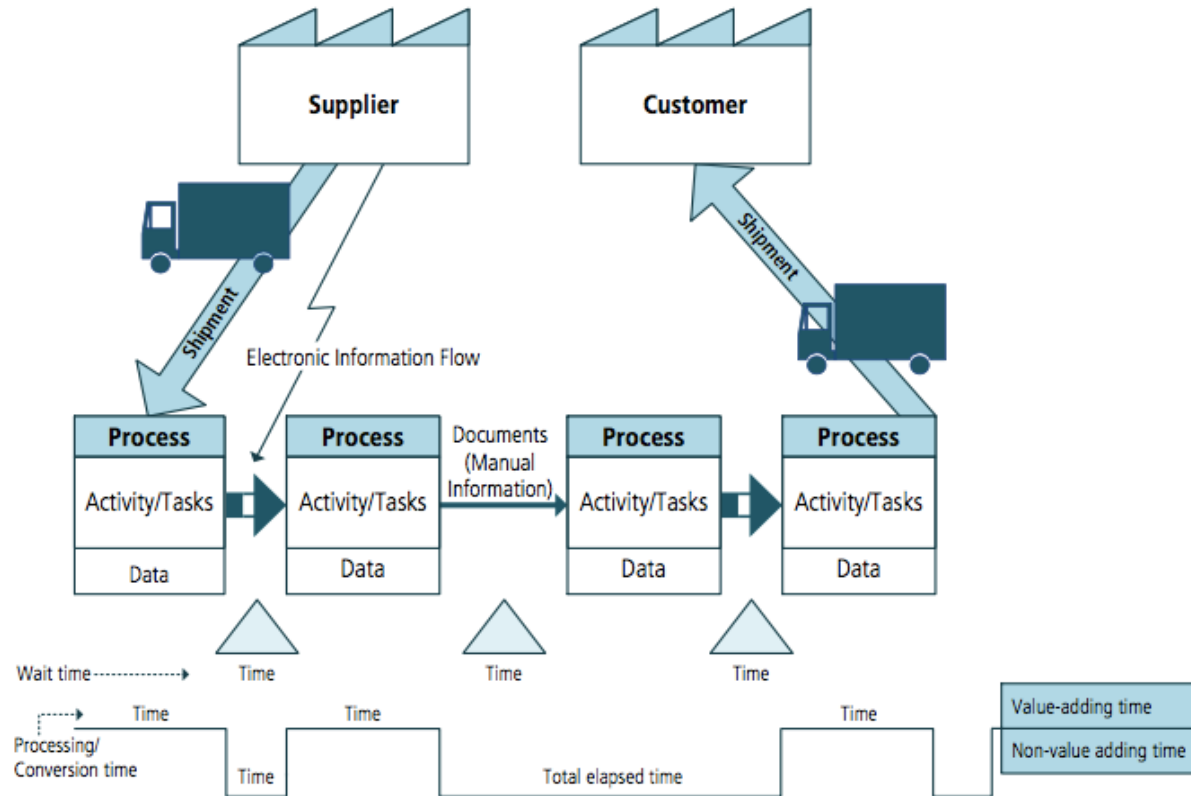 Supplier
Customer
Shipment
Shipment
Electronic Information Flow
Process
Process
Documents
(Manual
Information)
Process
Process
Activity/Tasks
Activity/Tasks
Activity/Tasks
Activity/Tasks
Data
Data
Data
Data
Wait time
Time
Time
Time
Time
Time
Time
Value-adding time
Processing/
Conversion time
Time
Total elapsed time
Non-value adding time